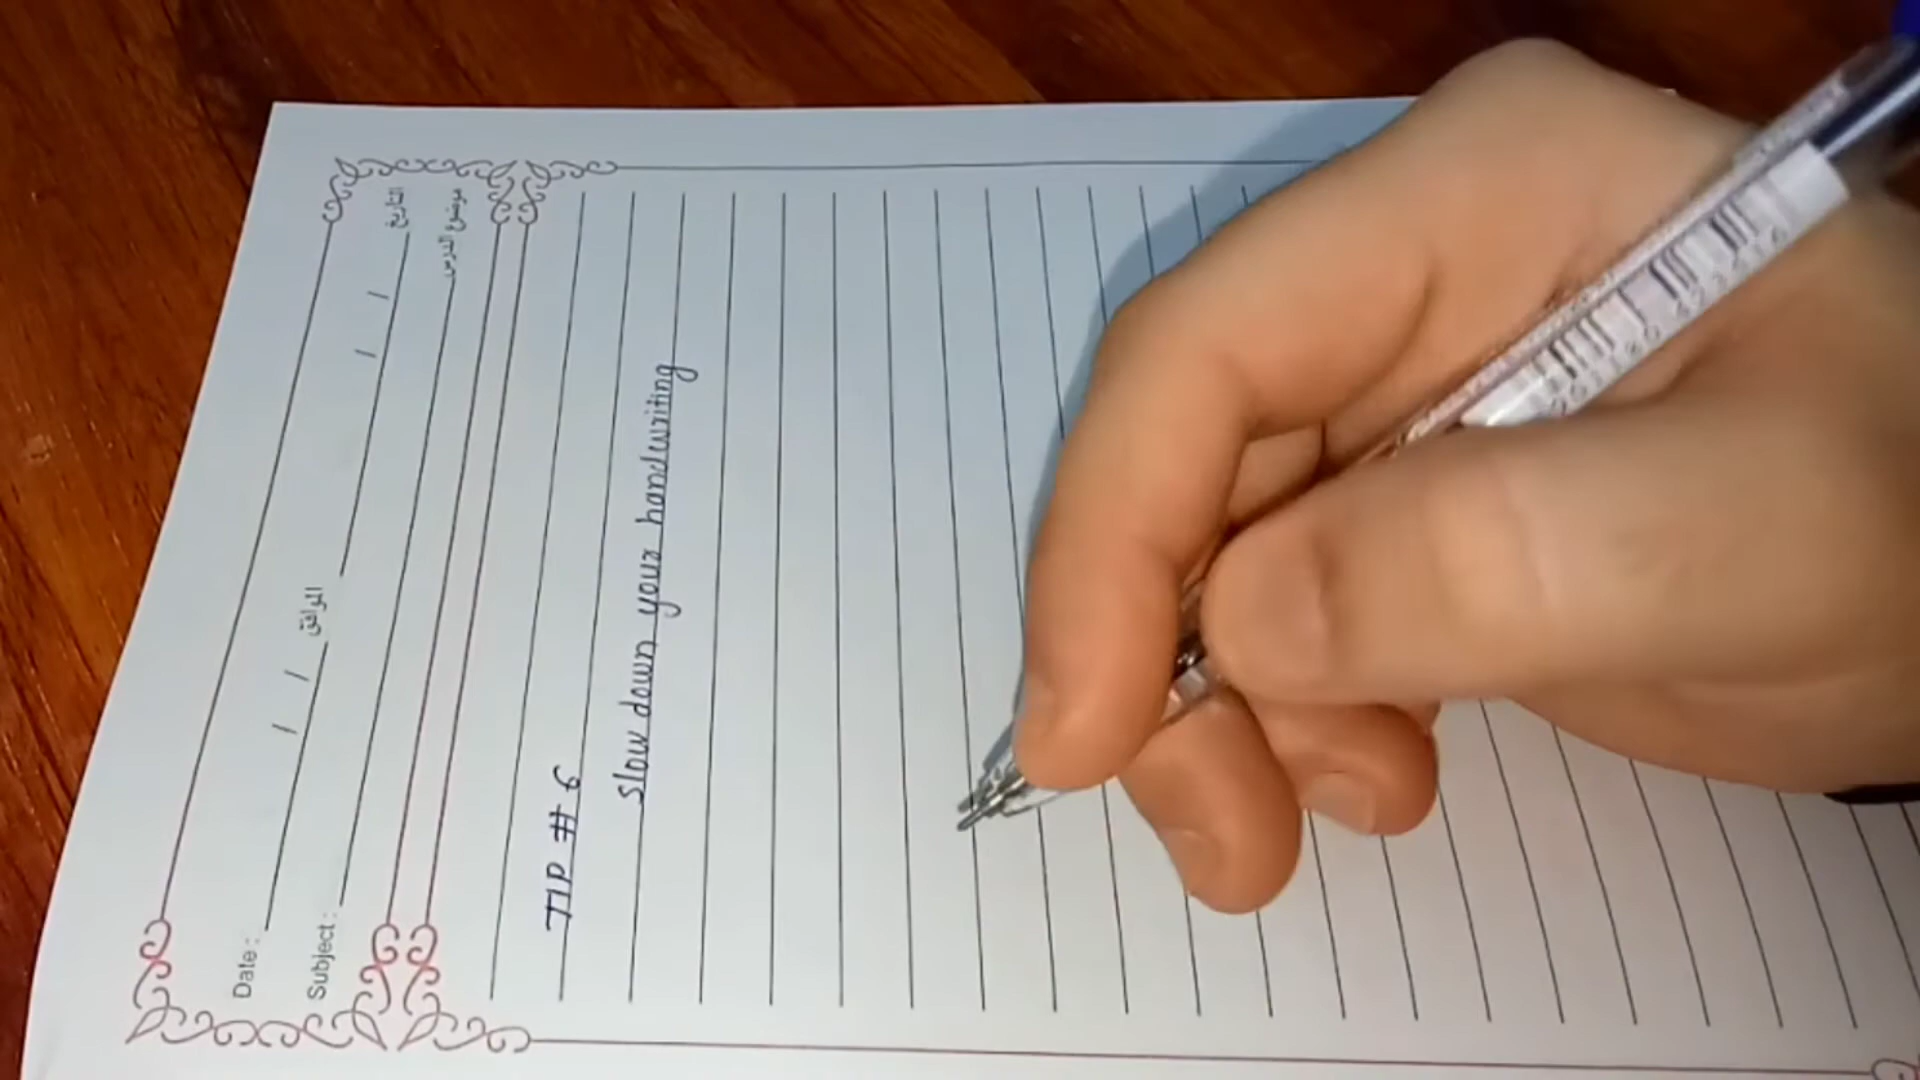 Date : / / الموافق / / التاريخ
Subject : موضوع الدرس
TIP # 6
slow down your handwriting